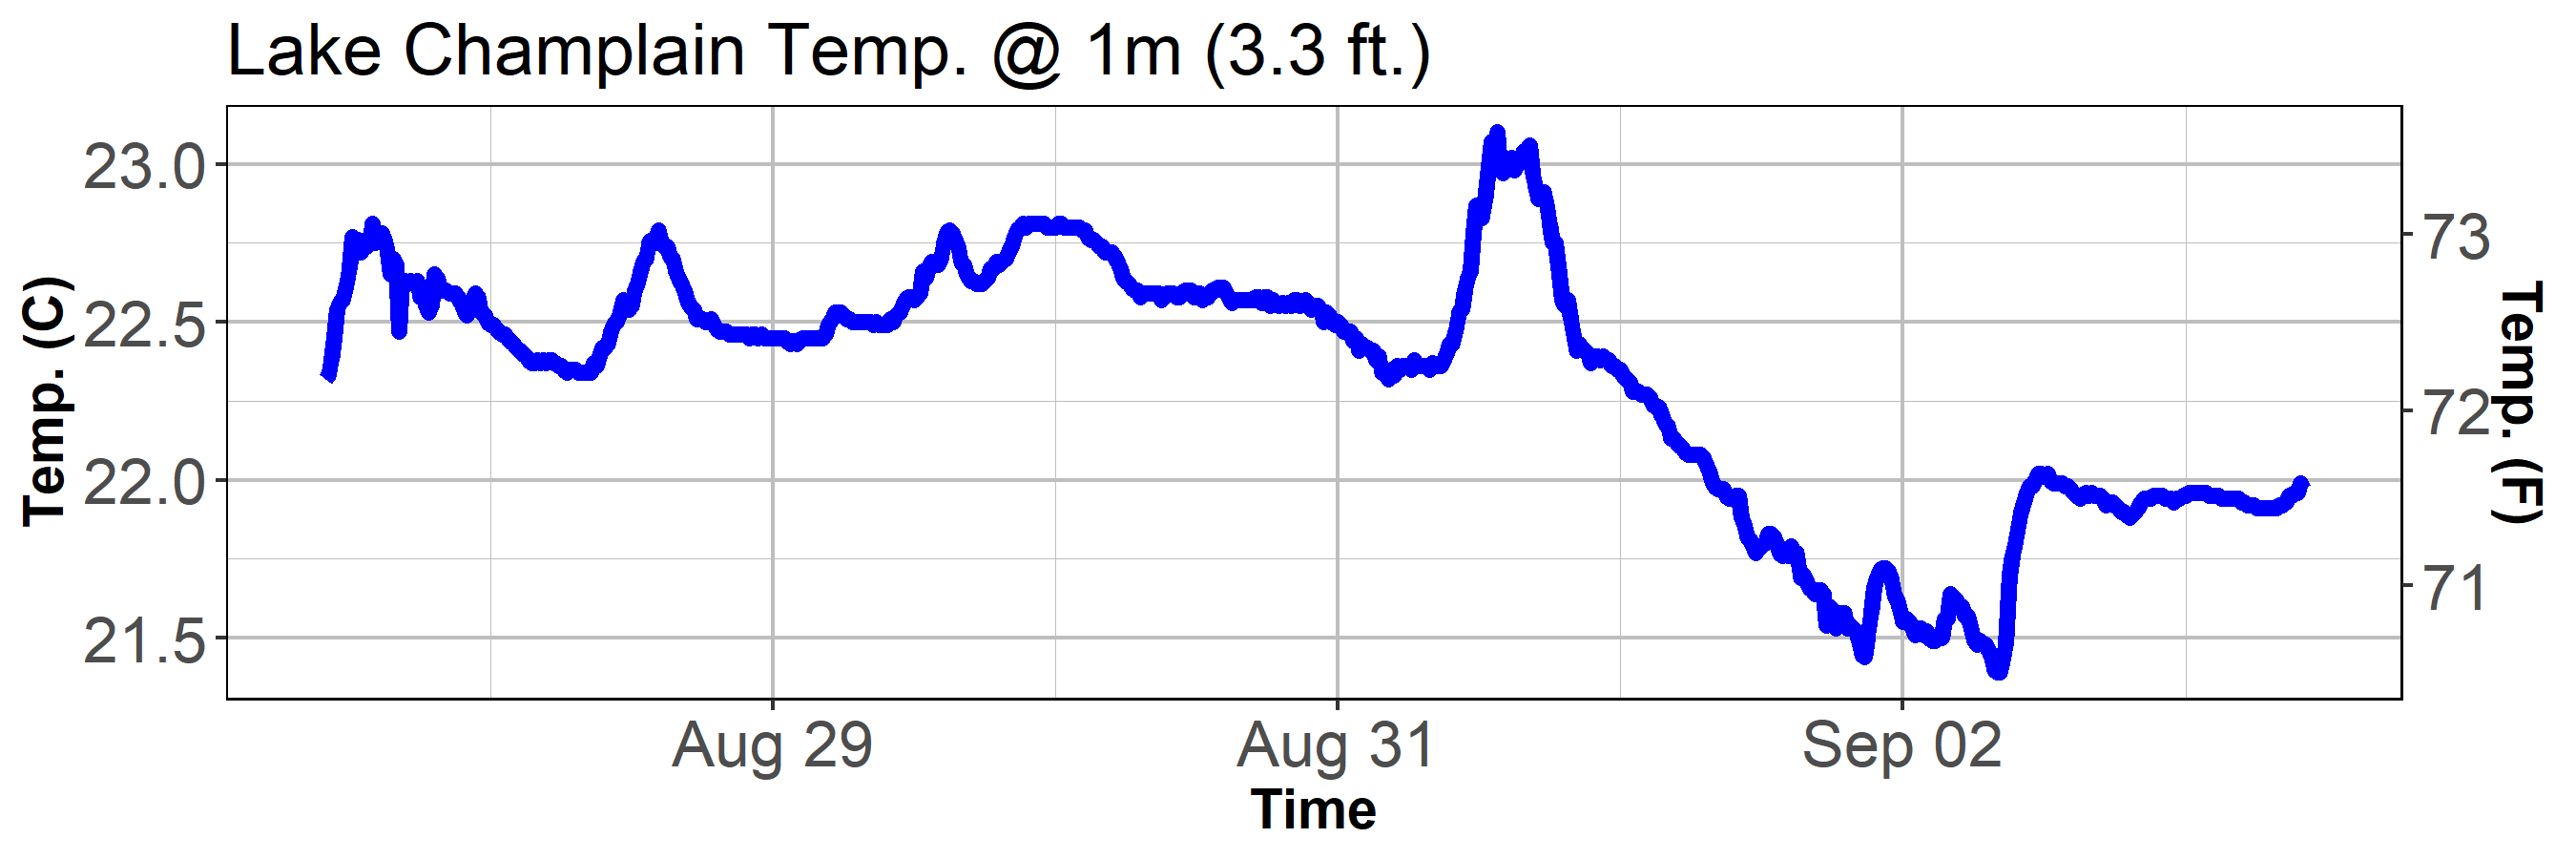 Lake Champlain Temp. @ 1m (3.3 ft.)
Temp. (C)
23.0
22.5
22.0
21.5
73
72
71
Temp. (F)
Aug 29
Aug 31
Sep 02
Time